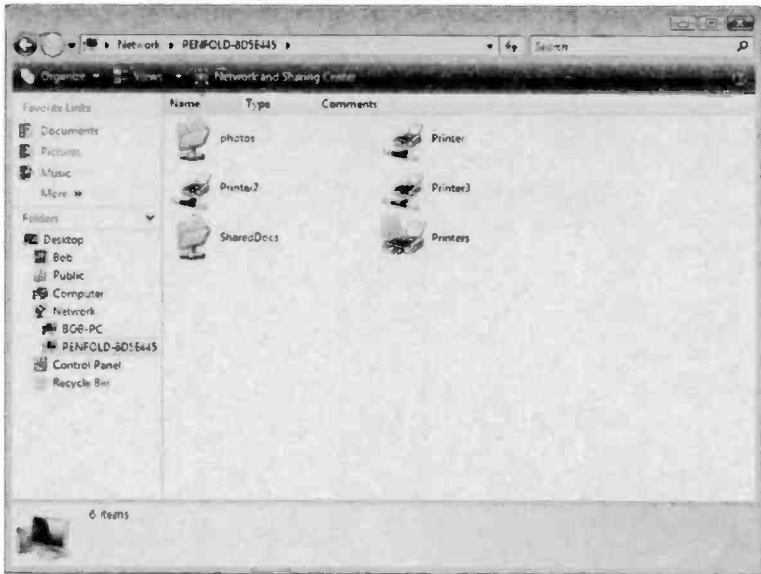 Network ▸ PENFOLD-8D5E445 ▸ Search
Organize Views Network and Sharing Center
Favorite Links
Documents
Pictures
Music
More »
Folders
Desktop
Bob
Public
Computer
Network
BGB-PC
PENFOLD-8D5E445
Control Panel
Recycle Bin
Name Type Comments
photos Printer
Printer2 Printer3
SharedDocs Printers
6 items